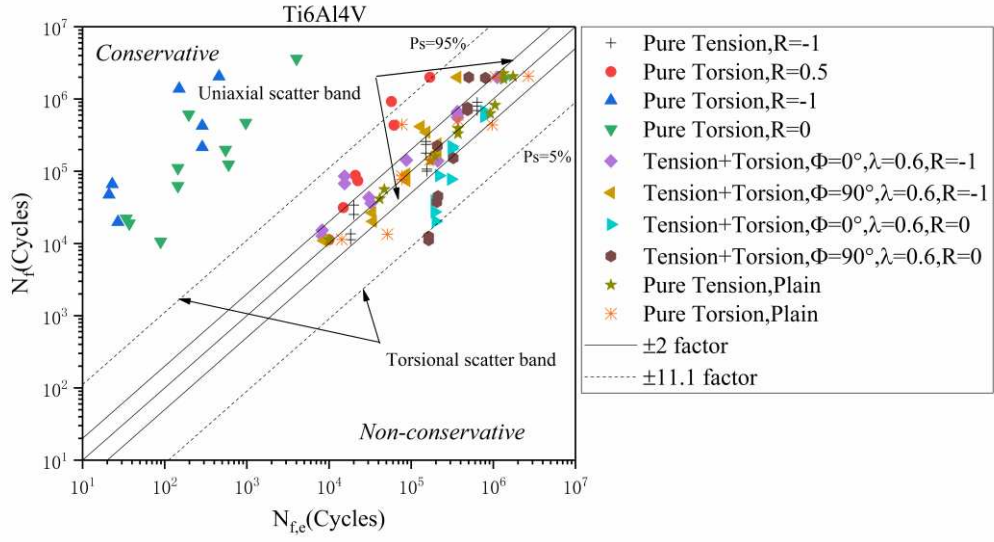 Ti6Al4V
10^7
10^6
10^5
10^4
10^3
10^2
10^1
N_f(Cycles)
Conservative
Ps=95%
Uniaxial scatter band
Ps=5%
Torsional scatter band
Non-conservative
10^1 10^2 10^3 10^4 10^5 10^6 10^7
N_{f,e}(Cycles)
Pure Tension,R=-1
Pure Torsion,R=0.5
Pure Torsion,R=-1
Pure Torsion,R=0
Tension+Torsion,Φ=0°,λ=0.6,R=-1
Tension+Torsion,Φ=90°,λ=0.6,R=-1
Tension+Torsion,Φ=0°,λ=0.6,R=0
Tension+Torsion,Φ=90°,λ=0.6,R=0
Pure Tension,Plain
Pure Torsion,Plain
±2 factor
±11.1 factor